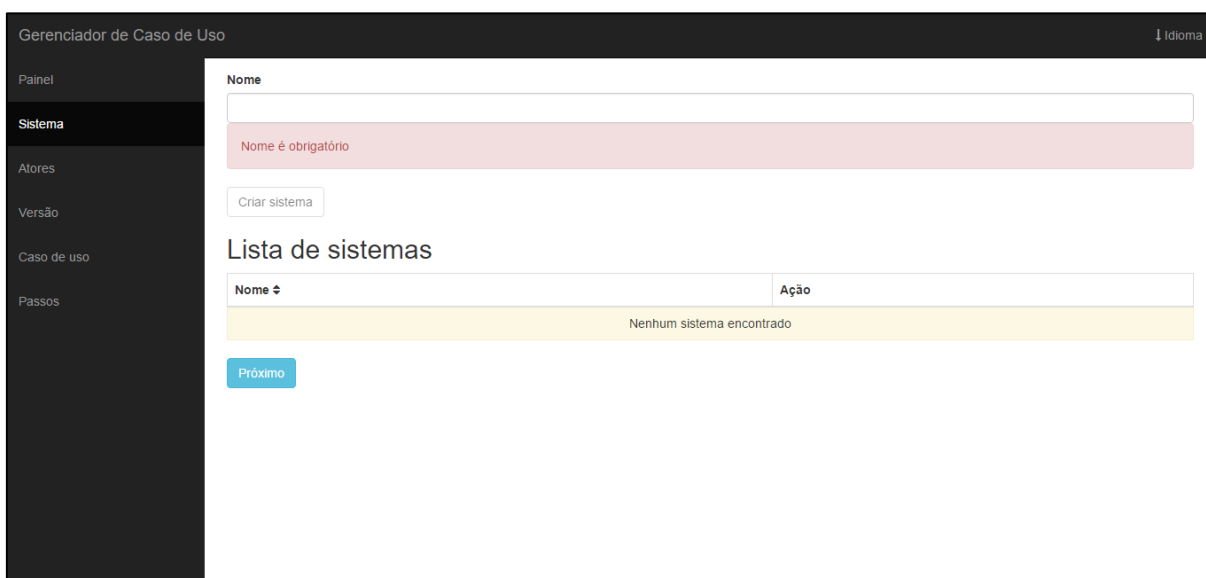 Gerenciador de Caso de Uso
Idioma
Painel
Sistema
Atores
Versão
Caso de uso
Passos
Nome
Nome é obrigatório
Criar sistema
Lista de sistemas
Nome Ação
Nenhum sistema encontrado
Próximo